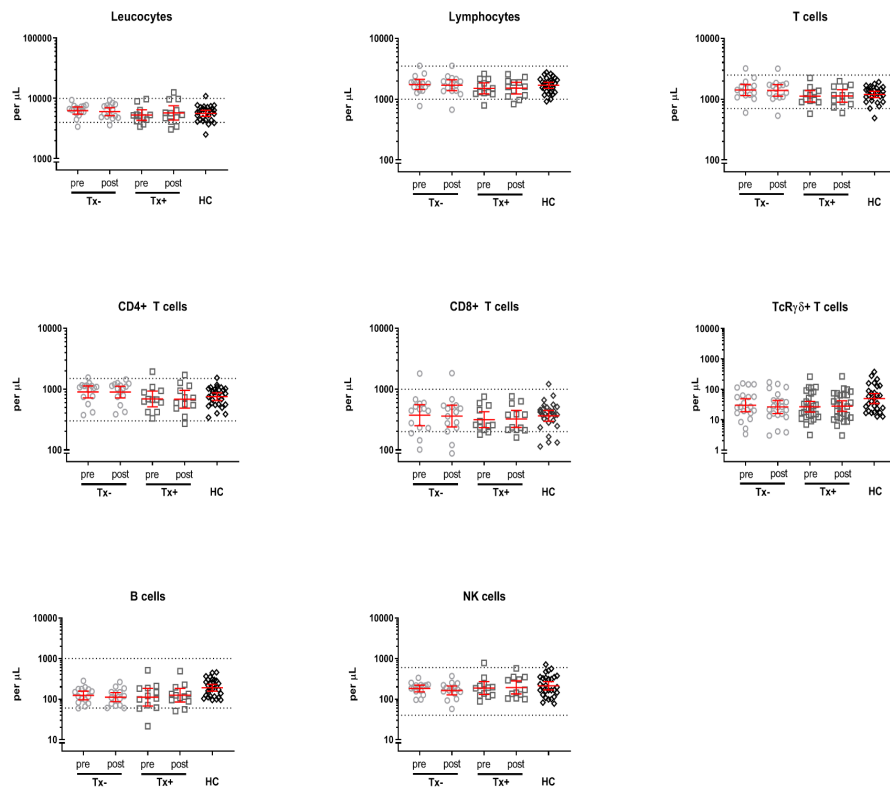 Leucocytes
100000
10000
1000
per µL
pre post pre post
Tx- Tx+ HC
Lymphocytes
10000
1000
100
per µL
pre post pre post
Tx- Tx+ HC
T cells
10000
1000
100
per µL
pre post pre post
Tx- Tx+ HC
CD4+ T cells
10000
1000
100
per µL
pre post pre post
Tx- Tx+ HC
CD8+ T cells
10000
1000
100
per µL
pre post pre post
Tx- Tx+ HC
TcRγδ+ T cells
10000
1000
100
10
1
per µL
pre post pre post
Tx- Tx+ HC
B cells
10000
1000
100
10
per µL
pre post pre post
Tx- Tx+ HC
NK cells
10000
1000
100
10
per µL
pre post pre post
Tx- Tx+ HC